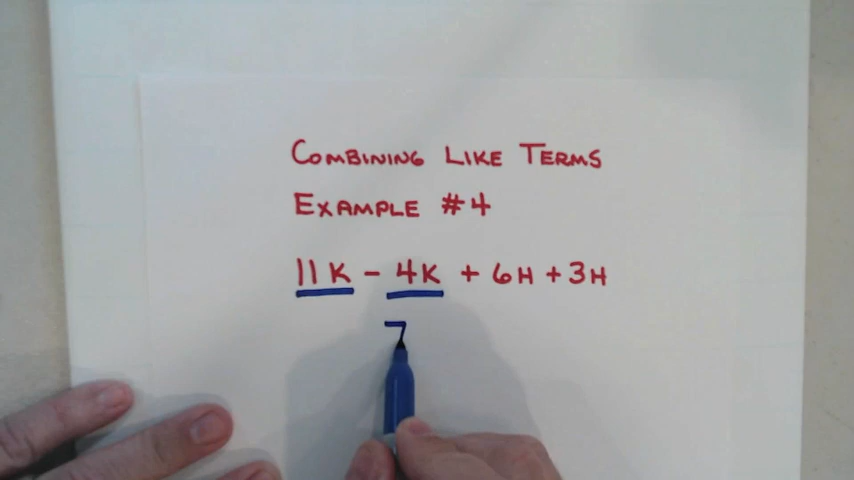 COMBINING LIKE TERMS
EXAMPLE #4
11K - 4K + 6H + 3H
7